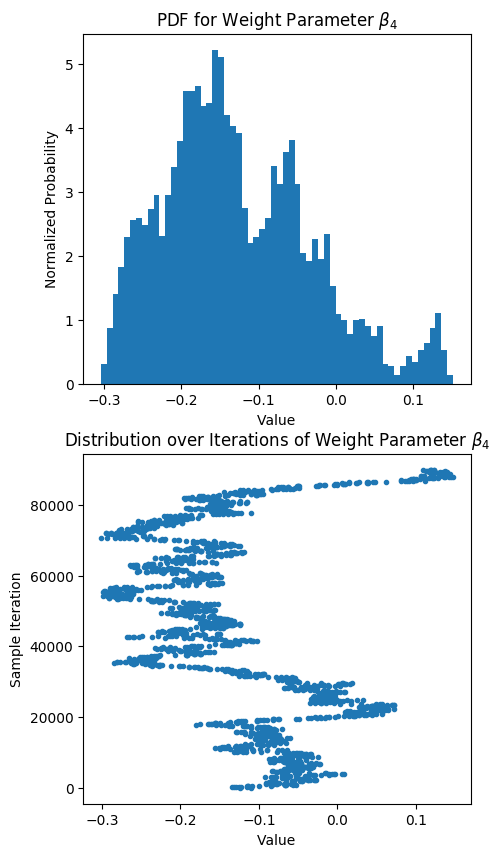 PDF for Weight Parameter β₄
Normalized Probability
5
4
3
2
1
0
−0.3 −0.2 −0.1 0.0 0.1
Value
Distribution over Iterations of Weight Parameter β₄
Sample Iteration
80000
60000
40000
20000
0
−0.3 −0.2 −0.1 0.0 0.1
Value